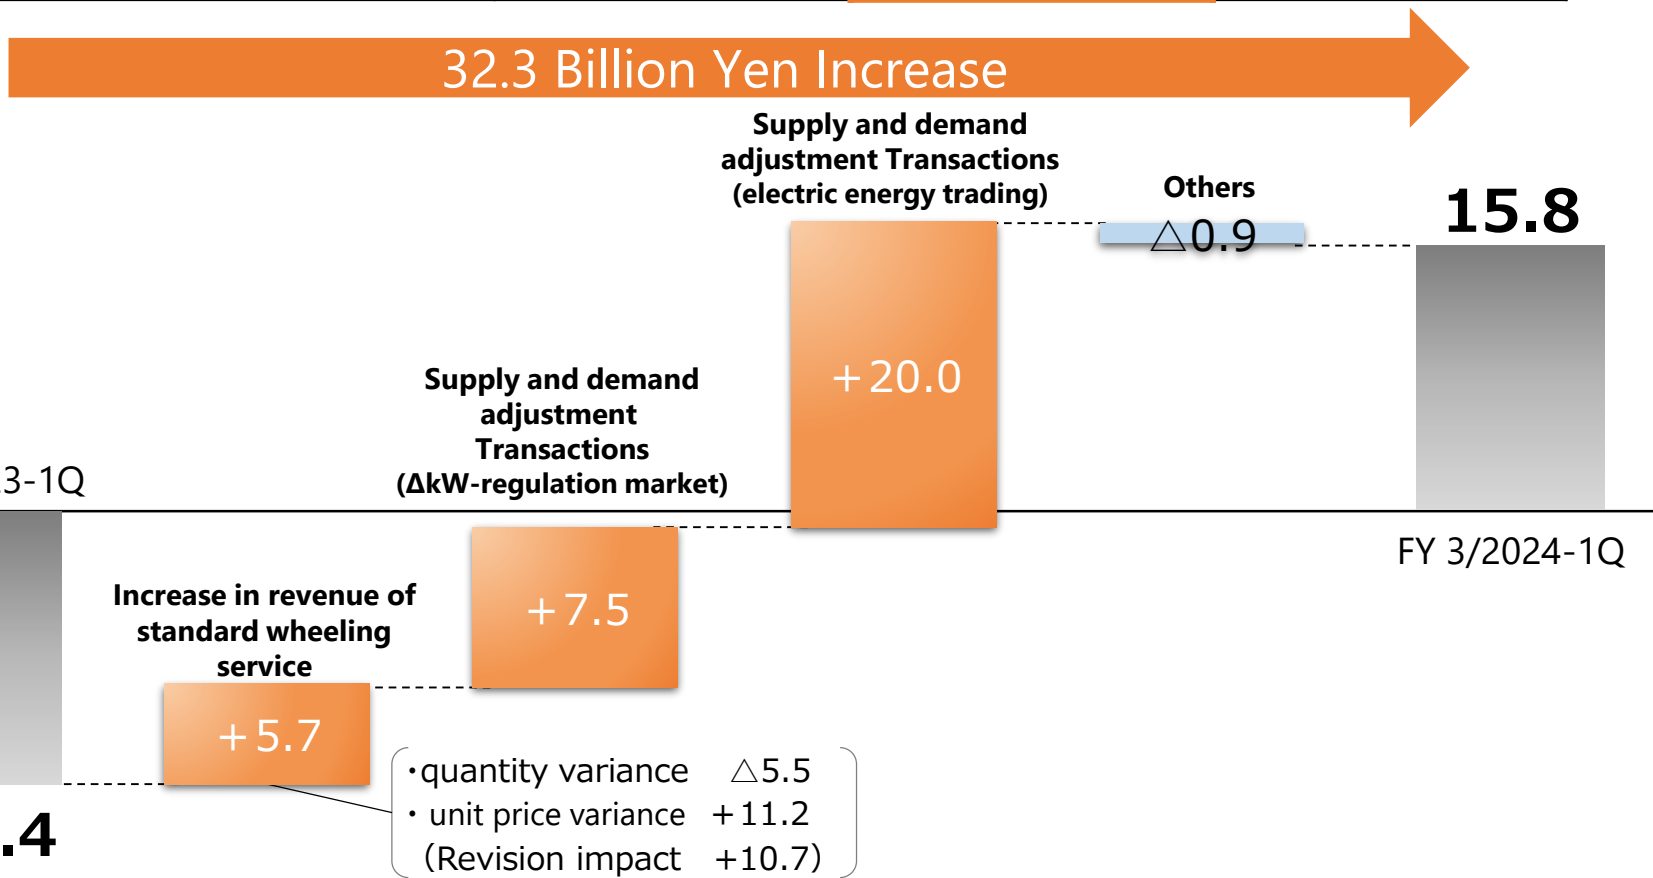 32.3 Billion Yen Increase
Supply and demand
adjustment Transactions
(electric energy trading)
Others
△0.9
15.8
+20.0
Supply and demand
adjustment
Transactions
(ΔkW-regulation market)
3-1Q
FY 3/2024-1Q
+7.5
Increase in revenue of
standard wheeling
service
+5.7
・quantity variance △5.5
・unit price variance +11.2
(Revision impact +10.7)
.4